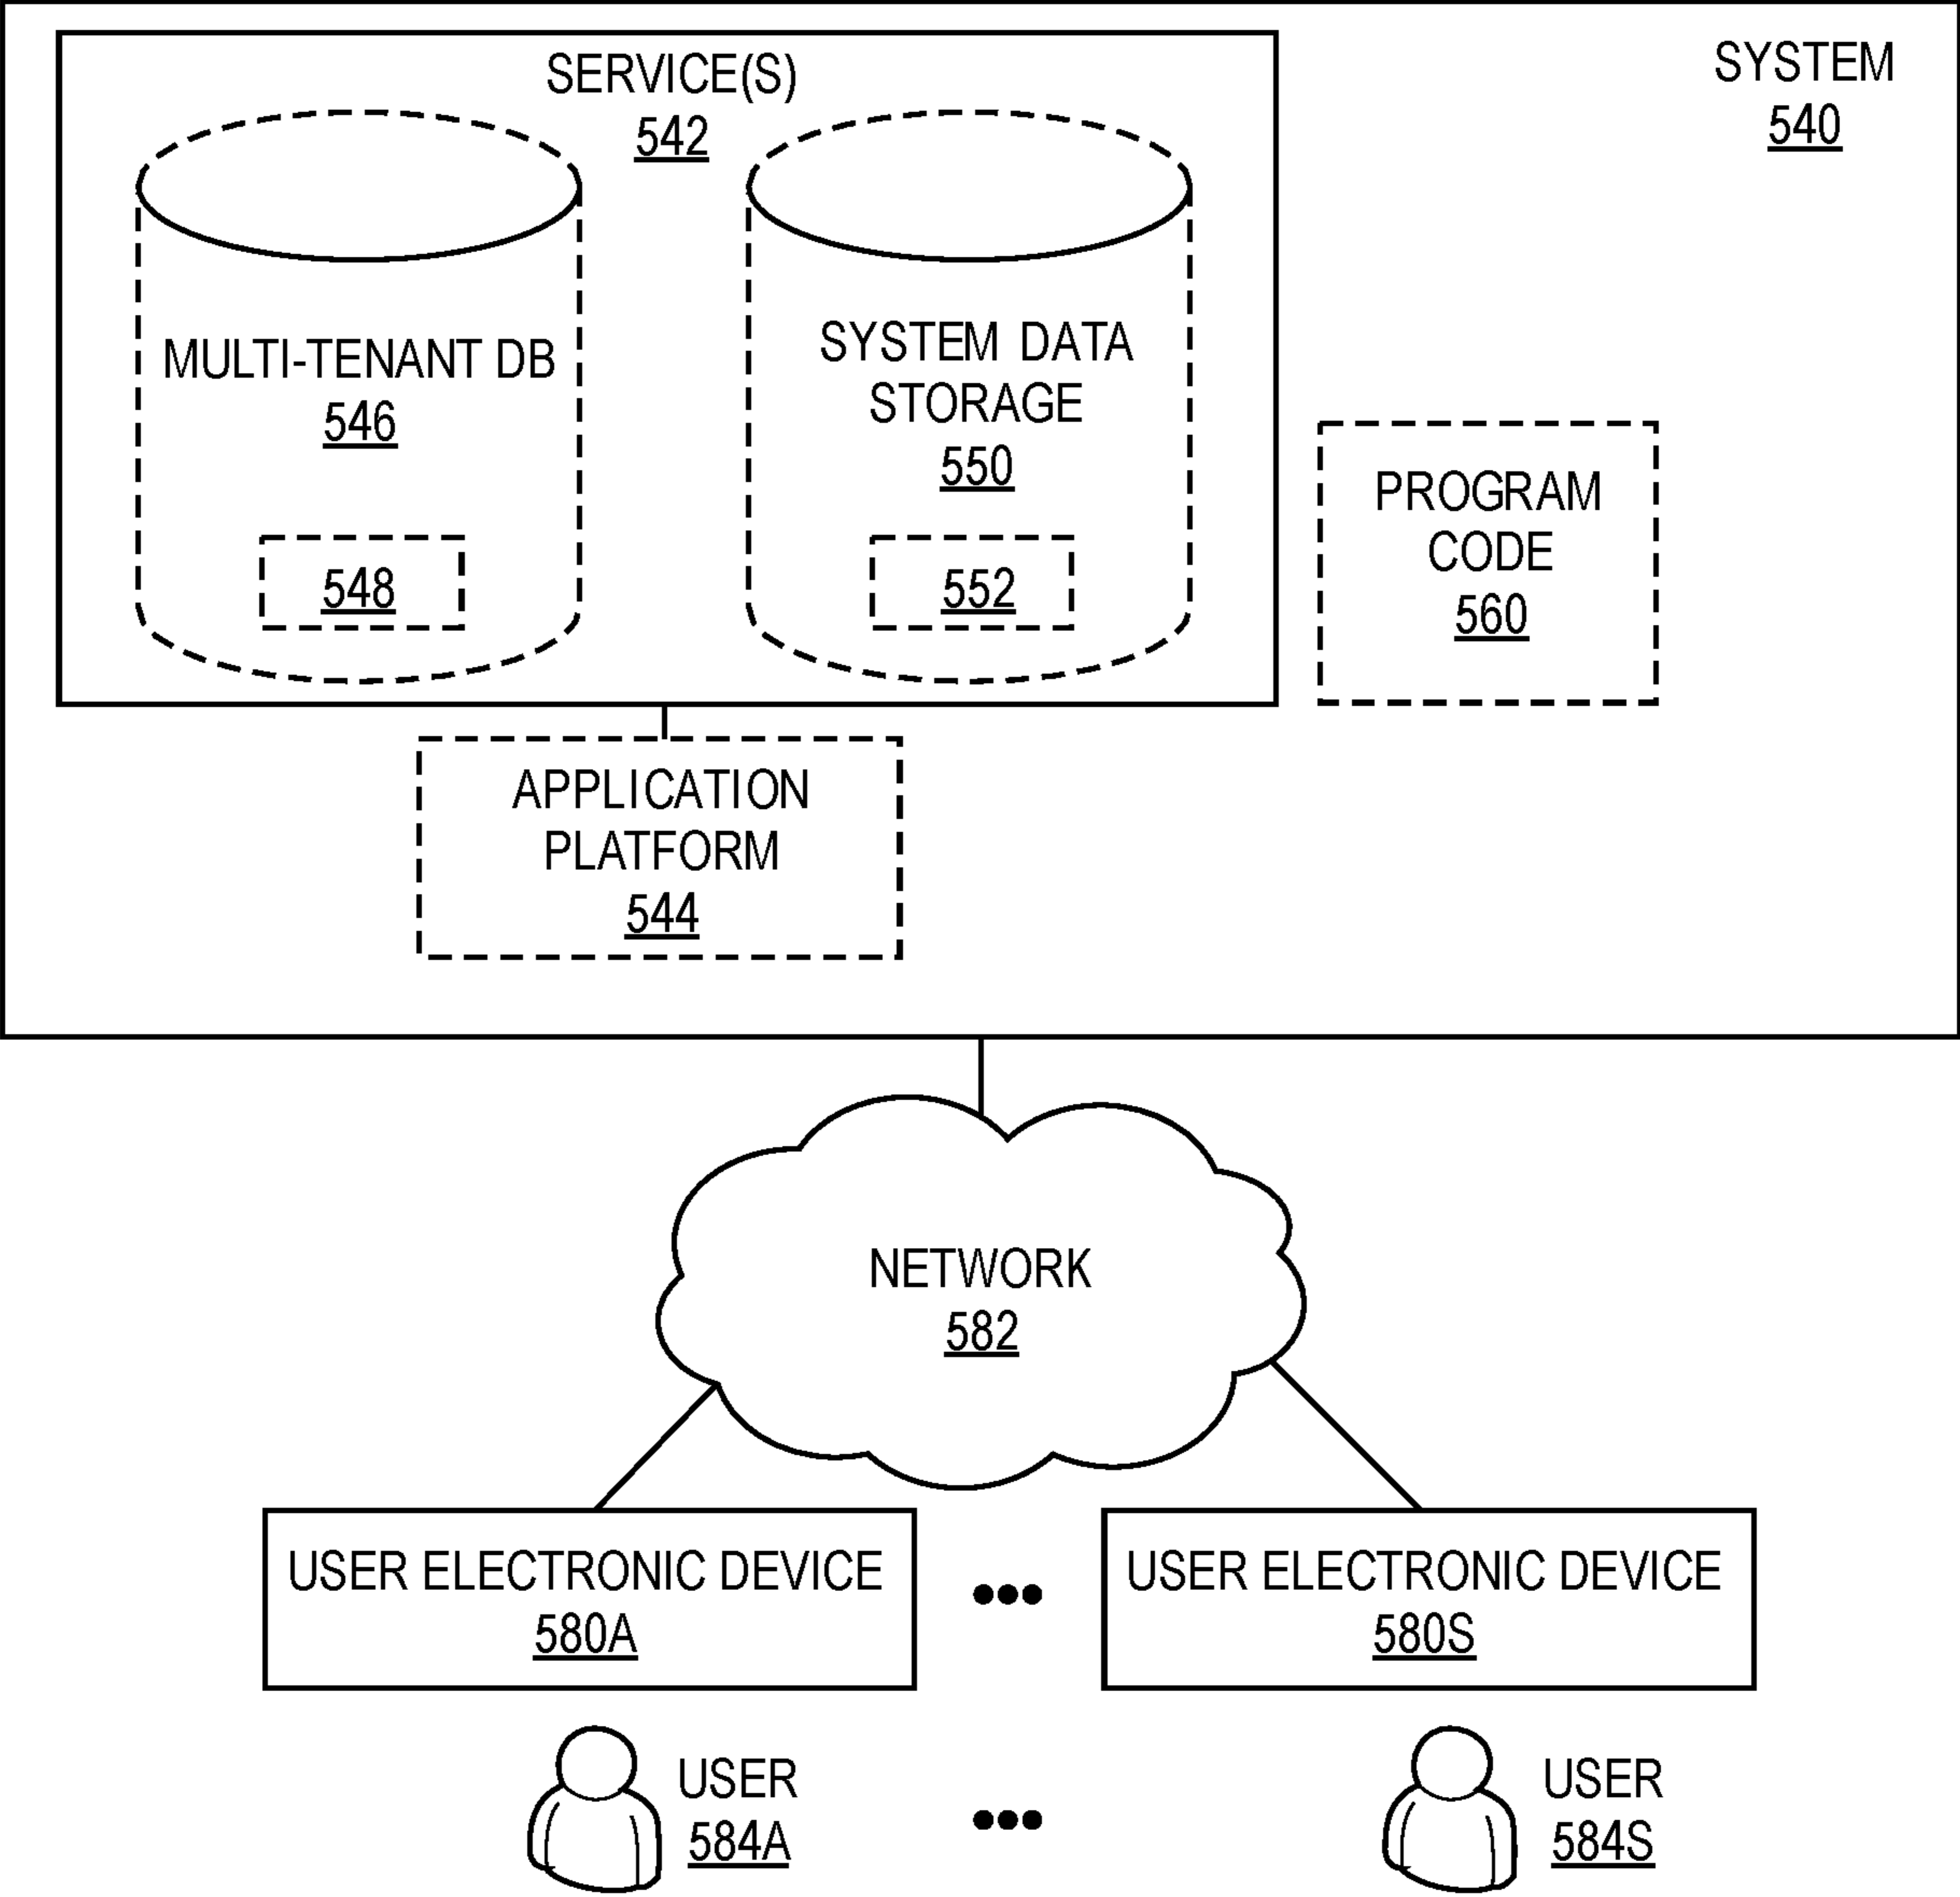 SERVICE(S)
542
SYSTEM
540
MULTI-TENANT DB
546
548
SYSTEM DATA
STORAGE
550
552
PROGRAM
CODE
560
APPLICATION
PLATFORM
544
NETWORK
582
USER ELECTRONIC DEVICE
580A
USER ELECTRONIC DEVICE
580S
USER
584A
USER
584S